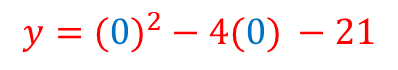 y = (0)² − 4(0) − 21